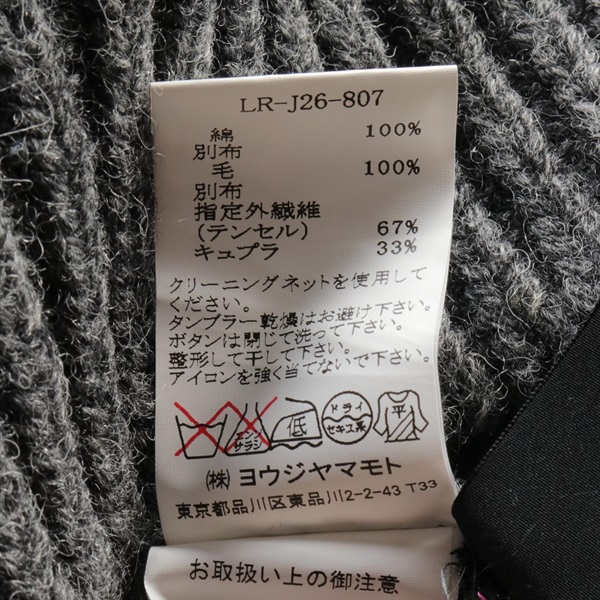 LR-J26-807
綿 100%
別布
毛 100%
別布
指定外繊維
(テンセル) 67%
キュプラ 33%
クリーニングネットを使用して
ください。
タンブラー乾燥はお避け下さい。
ボタンは閉じて洗って下さい。
整形して干して下さい。
アイロンを強く当てないで下さい。
エンソ サラシ 低 ドライ セキユ系 平
(株) ヨウジヤマモト
東京都品川区東品川2-2-43 T33
お取扱い上の御注意